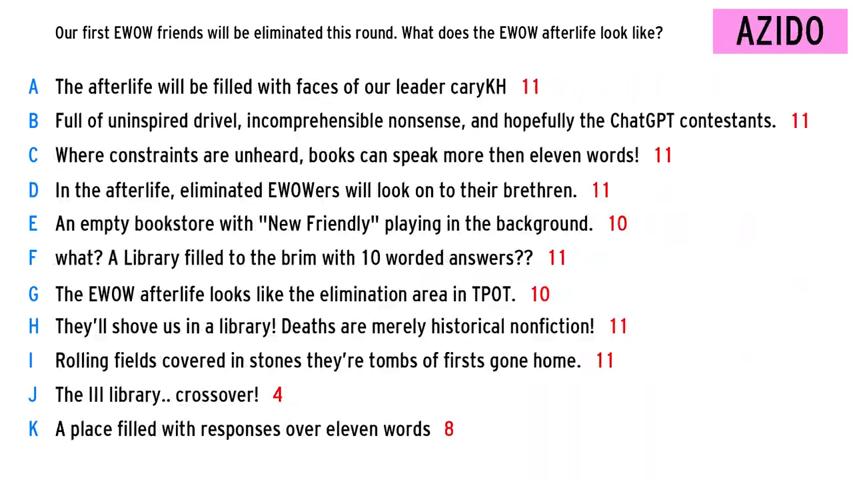 Our first EWOW friends will be eliminated this round. What does the EWOW afterlife look like?
AZIDO
A The afterlife will be filled with faces of our leader caryKH 11
B Full of uninspired drivel, incomprehensible nonsense, and hopefully the ChatGPT contestants. 11
C Where constraints are unheard, books can speak more then eleven words! 11
D In the afterlife, eliminated EWOWers will look on to their brethren. 11
E An empty bookstore with "New Friendly" playing in the background. 10
F what? A Library filled to the brim with 10 worded answers?? 11
G The EWOW afterlife looks like the elimination area in TPOT. 10
H They'll shove us in a library! Deaths are merely historical nonfiction! 11
I Rolling fields covered in stones they're tombs of firsts gone home. 11
J The III library.. crossover! 4
K A place filled with responses over eleven words 8